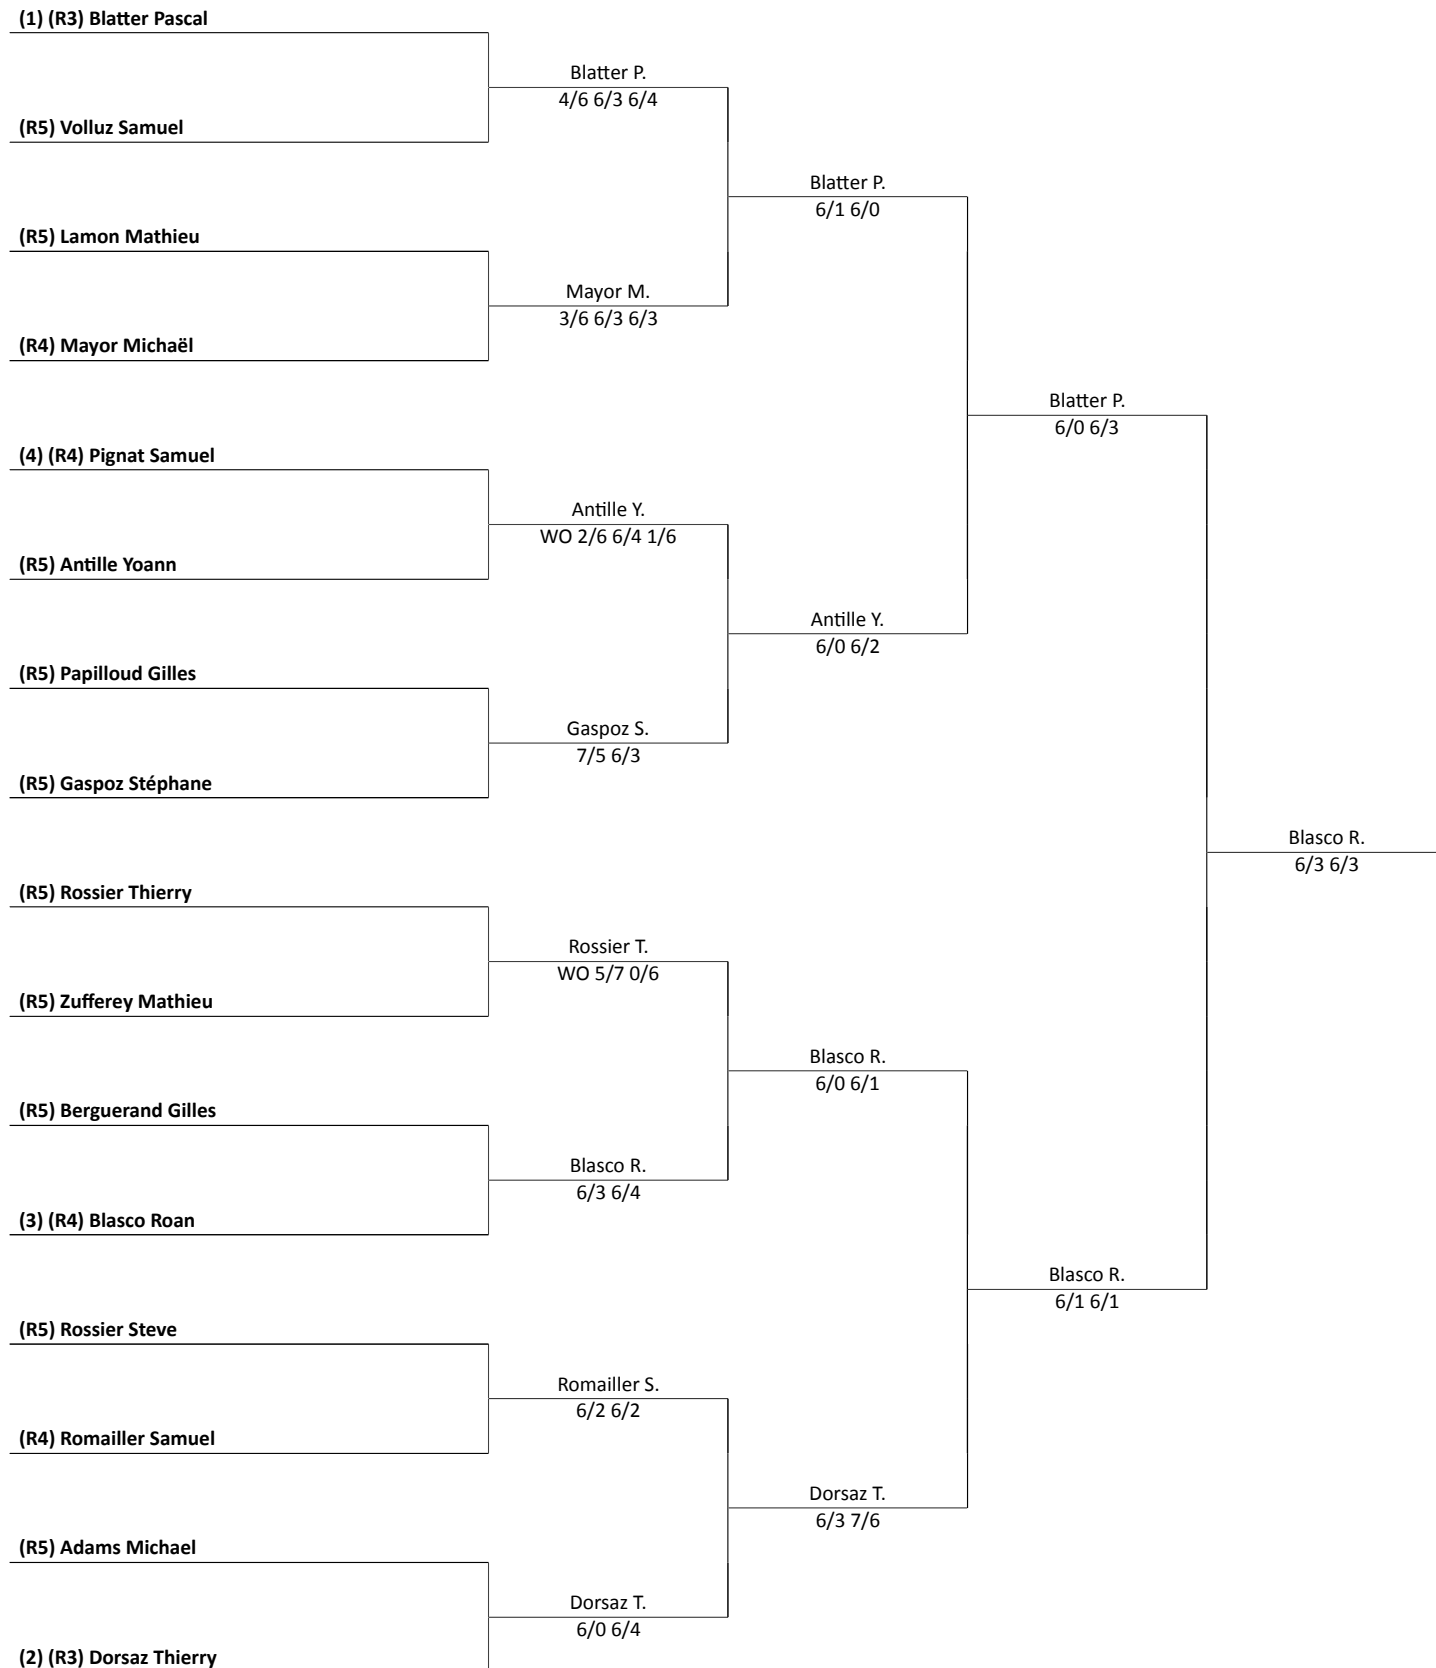 (1) (R3) Blatter Pascal
Blatter P.
4/6 6/3 6/4
(R5) Volluz Samuel
Blatter P.
6/1 6/0
(R5) Lamon Mathieu
Mayor M.
3/6 6/3 6/3
(R4) Mayor Michaël
Blatter P.
6/0 6/3
(4) (R4) Pignat Samuel
Antille Y.
WO 2/6 6/4 1/6
(R5) Antille Yoann
Antille Y.
6/0 6/2
(R5) Papilloud Gilles
Gaspoz S.
7/5 6/3
(R5) Gaspoz Stéphane
Blasco R.
6/3 6/3
(R5) Rossier Thierry
Rossier T.
WO 5/7 0/6
(R5) Zufferey Mathieu
Blasco R.
6/0 6/1
(R5) Berguerand Gilles
Blasco R.
6/3 6/4
(3) (R4) Blasco Roan
Blasco R.
6/1 6/1
(R5) Rossier Steve
Romailler S.
6/2 6/2
(R4) Romailler Samuel
Dorsaz T.
6/3 7/6
(R5) Adams Michael
Dorsaz T.
6/0 6/4
(2) (R3) Dorsaz Thierry